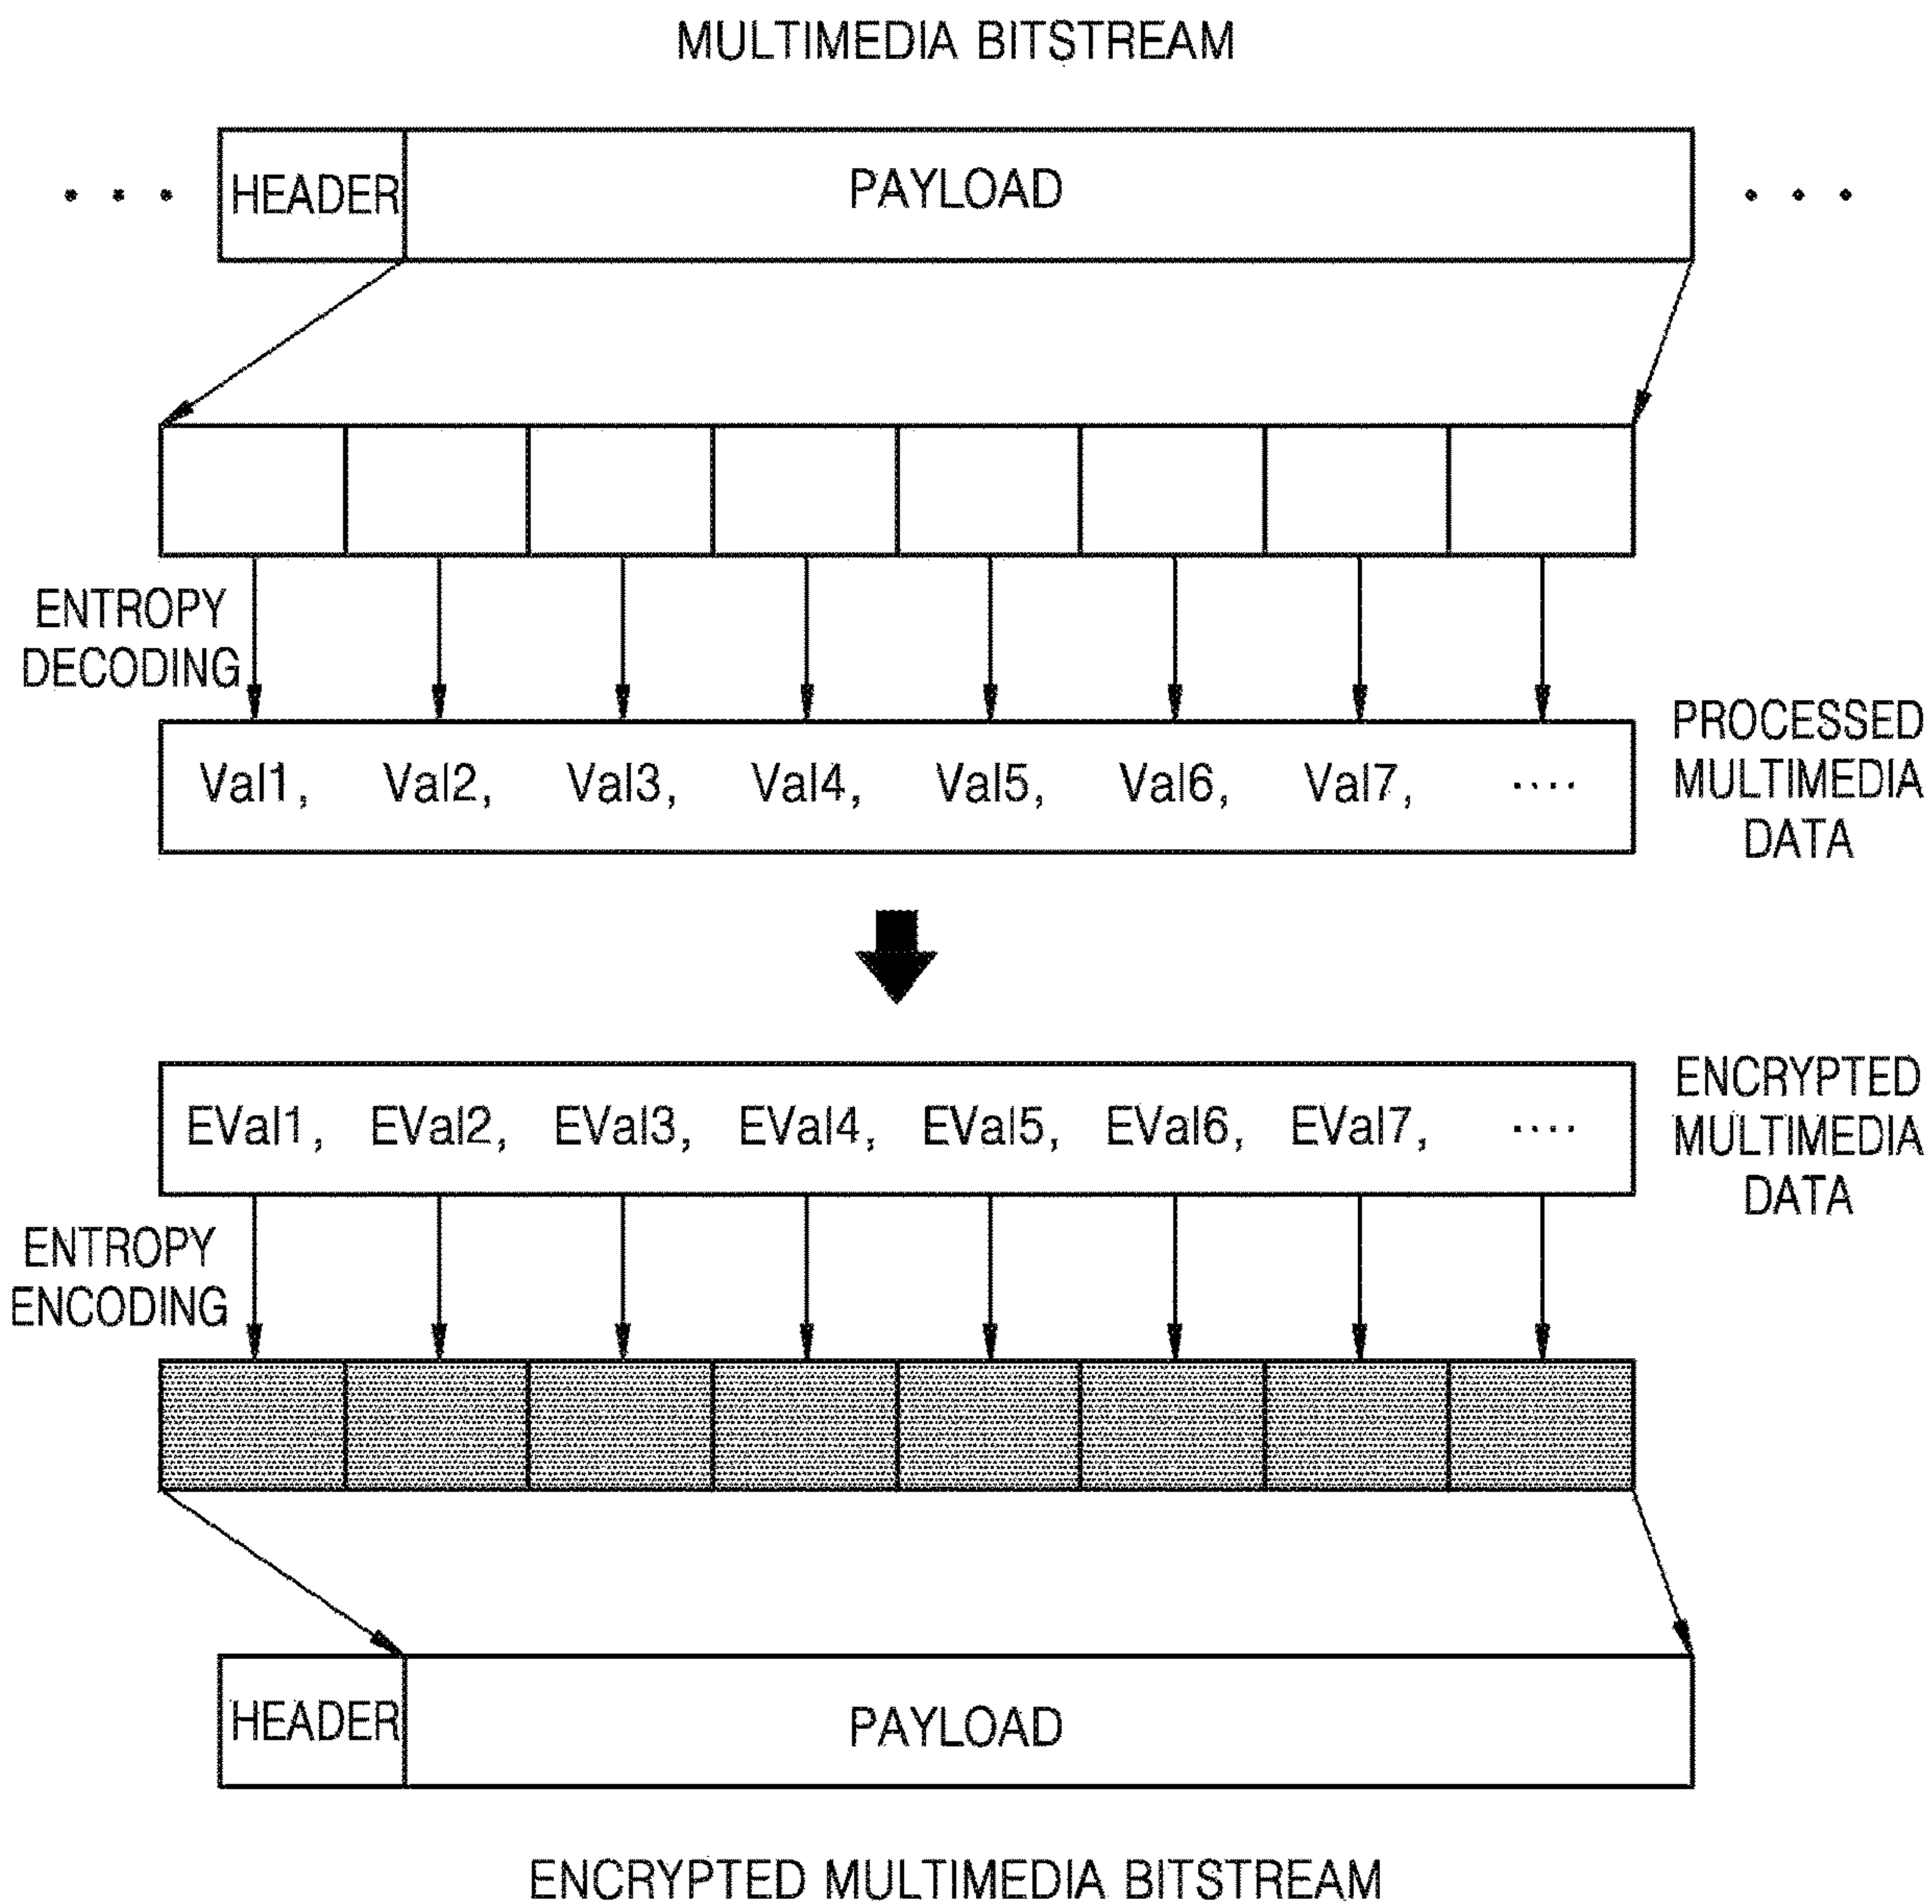 MULTIMEDIA BITSTREAM
. . . HEADER PAYLOAD . . .
ENTROPY
DECODING
Val1, Val2, Val3, Val4, Val5, Val6, Val7, ....
PROCESSED
MULTIMEDIA
DATA
EVal1, EVal2, EVal3, EVal4, EVal5, EVal6, EVal7, ....
ENCRYPTED
MULTIMEDIA
DATA
ENTROPY
ENCODING
HEADER PAYLOAD
ENCRYPTED MULTIMEDIA BITSTREAM